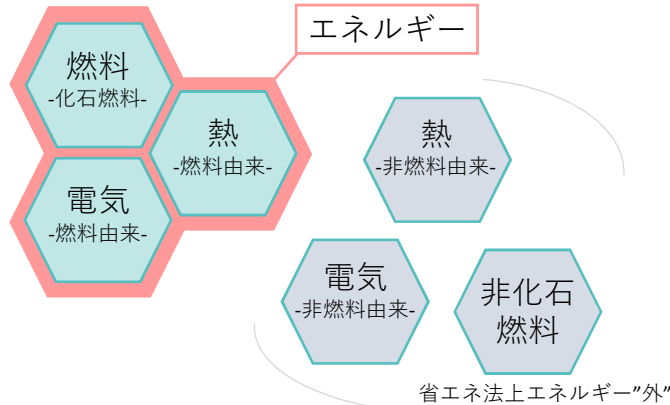 エネルギー
燃料
-化石燃料-
熱
-燃料由来-
電気
-燃料由来-
熱
-非燃料由来-
電気
-非燃料由来-
非化石
燃料
省エネ法上エネルギー”外”